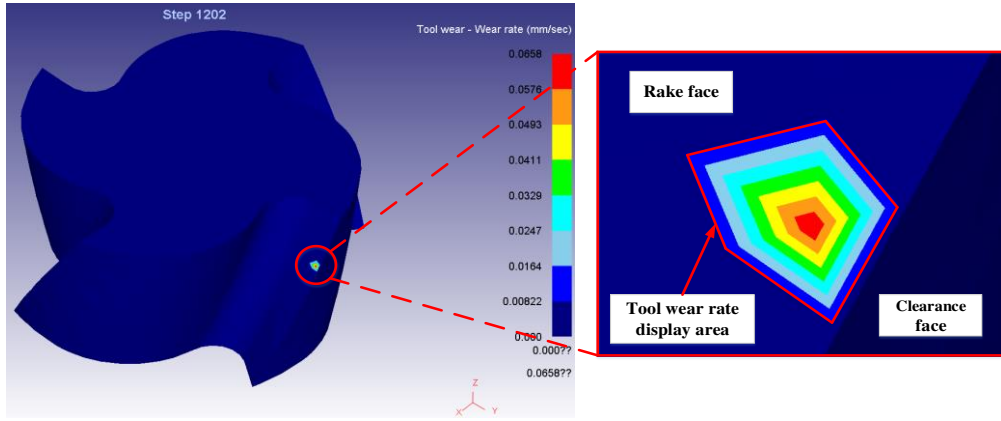 Step 1202
Tool wear - Wear rate (mm/sec)
0.0658
0.0576
0.0493
0.0411
0.0329
0.0247
0.0164
0.00822
0.000
0.000??
0.0658??
Z
X
Y
Rake face
Tool wear rate
display area
Clearance
face